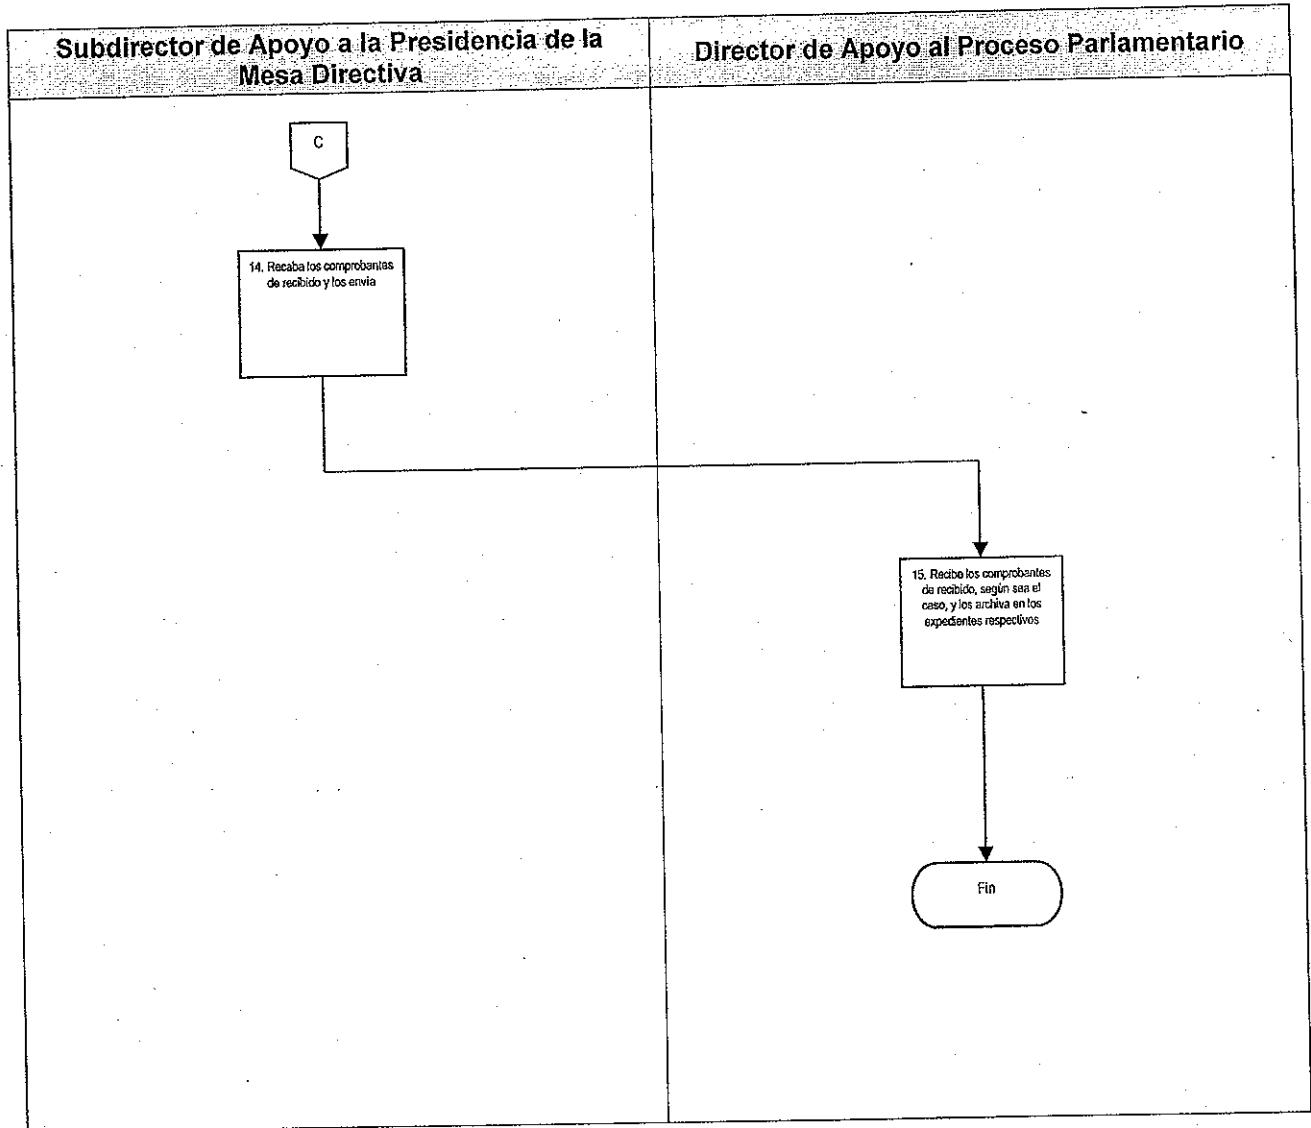 Subdirector de Apoyo a la Presidencia de la
Mesa Directiva
Director de Apoyo al Proceso Parlamentario
C
14. Recaba los comprobantes
de recibido y los envia
15. Recibe los comprobantes
de recibido, según sea el
caso, y los archiva en los
expedientes respectivos
Fin